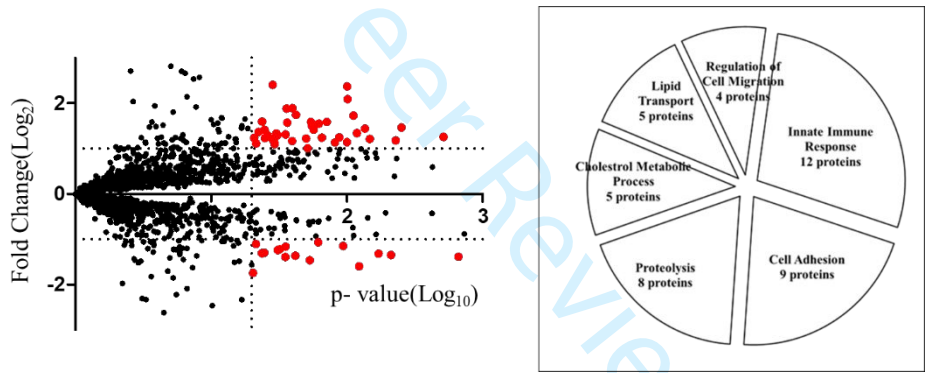 Fold Change(Log2)
2
0
-2
2
3
p- value(Log10)
Regulation of
Cell Migration
4 proteins
Lipid
Transport
5 proteins
Innate Immune
Response
12 proteins
Cholestrol Metabolic
Process
5 proteins
Proteolysis
8 proteins
Cell Adhesion
9 proteins
eer Revie